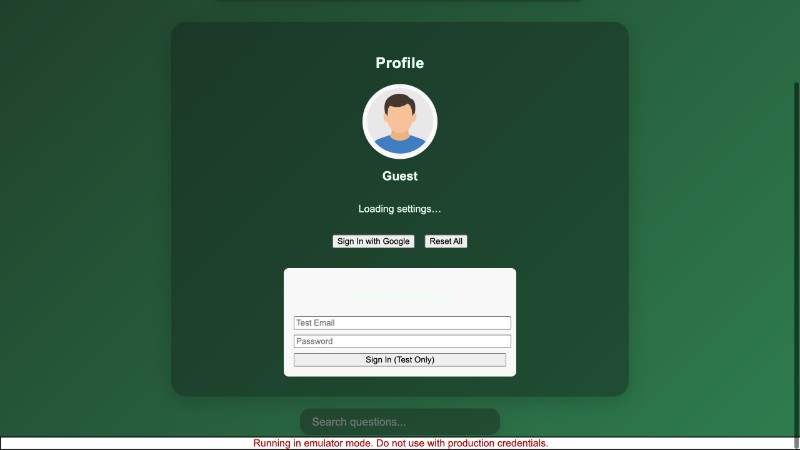 Profile
Guest
Loading settings...
Sign In with Google
Reset All
Test Email
Password
Sign In (Test Only)
Search questions...
Running in emulator mode. Do not use with production credentials.